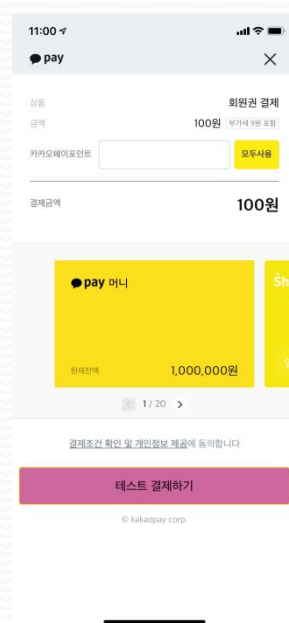 11:00
pay
상품 회원권 결제
금액 100원 부가세 9원 포함
카카오페이포인트 모두사용
결제금액 100원
pay 머니
Sh
현재잔액 1,000,000원
1 / 20
결제조건 확인 및 개인정보 제공에 동의합니다
테스트 결제하기
© kakaopay corp.